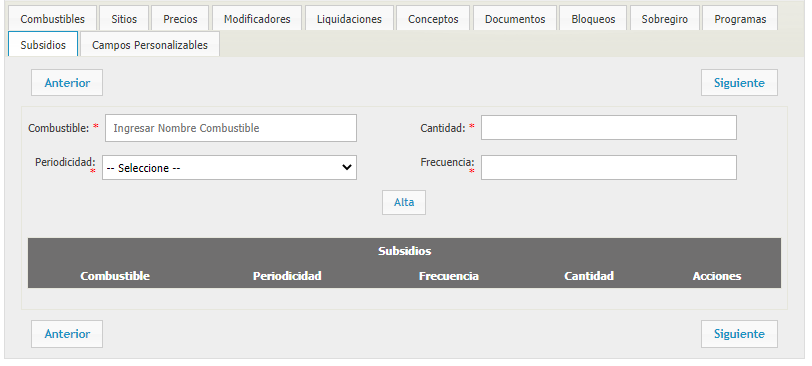 Combustibles Sitios Precios Modificadores Liquidaciones Conceptos Documentos Bloqueos Sobregiro Programas
Subsidios Campos Personalizables
Anterior Siguiente
Combustible: * Ingresar Nombre Combustible Cantidad: *
Periodicidad: * -- Seleccione -- Frecuencia: *
Alta
Subsidios
Combustible Periodicidad Frecuencia Cantidad Acciones
Anterior Siguiente